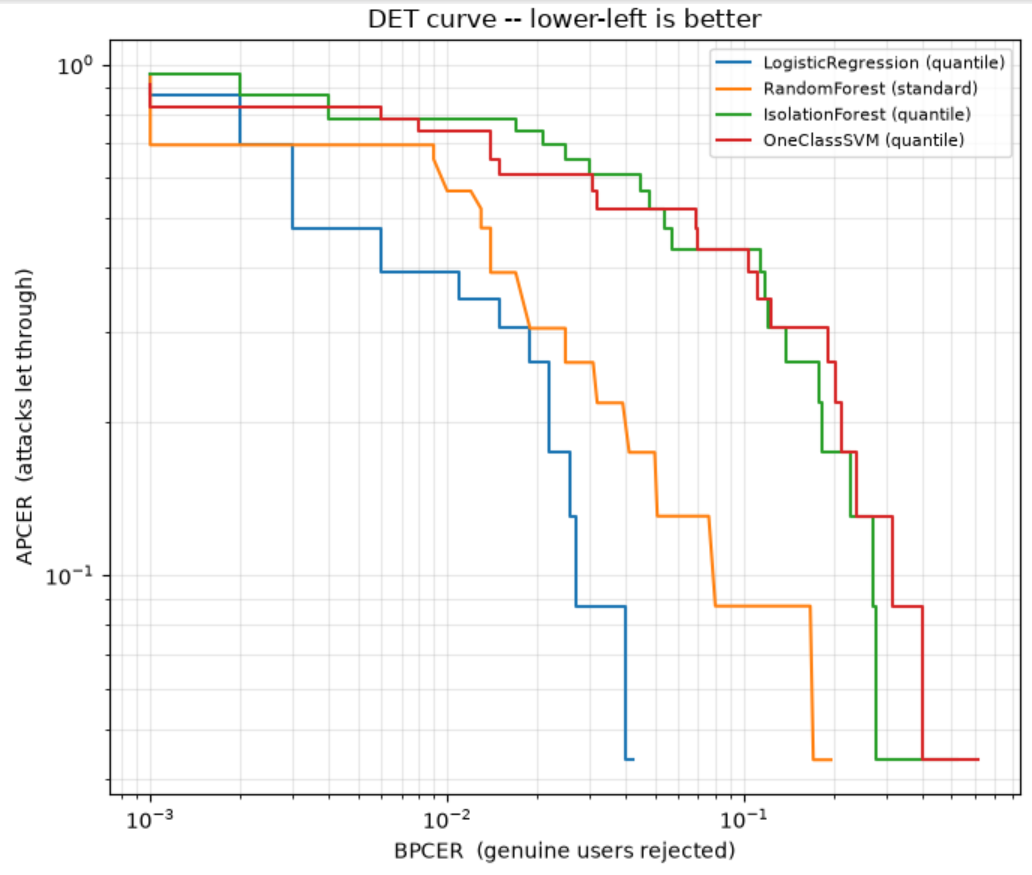 DET curve -- lower-left is better
LogisticRegression (quantile)
RandomForest (standard)
IsolationForest (quantile)
OneClassSVM (quantile)
APCER (attacks let through)
10⁰
10⁻¹
10⁻³
10⁻²
10⁻¹
BPCER (genuine users rejected)